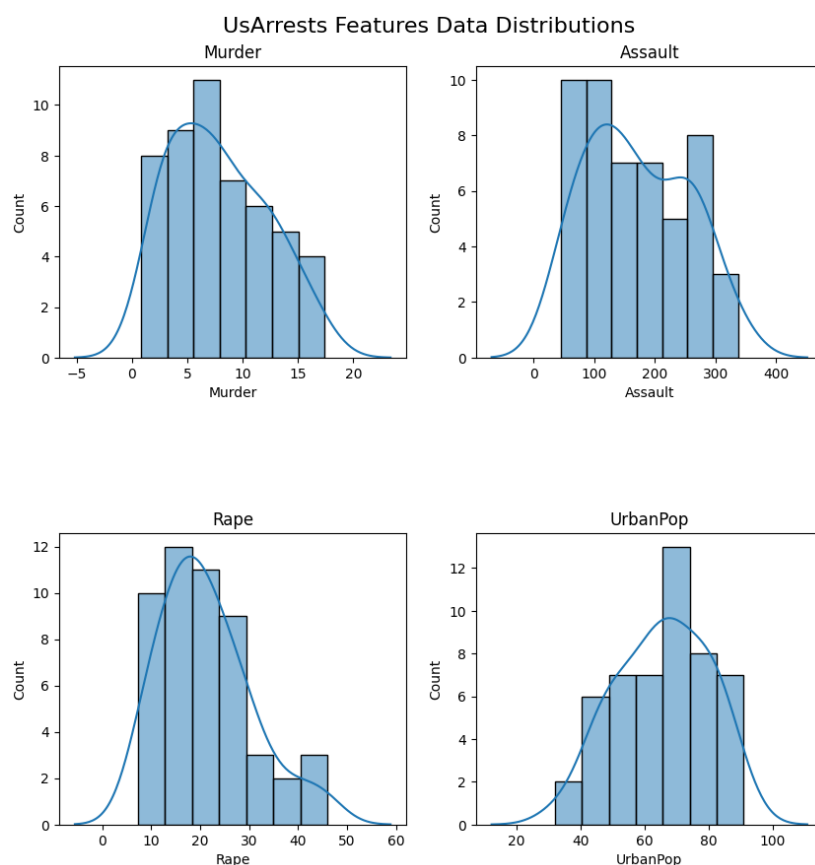 UsArrests Features Data Distributions
Murder
Assault
10
8
6
4
2
0
Count
−5 0 5 10 15 20
Murder
10
8
6
4
2
0
Count
0 100 200 300 400
Assault
Rape
UrbanPop
12
10
8
6
4
2
0
Count
0 10 20 30 40 50 60
Rape
12
10
8
6
4
2
0
Count
20 40 60 80 100
UrbanPop